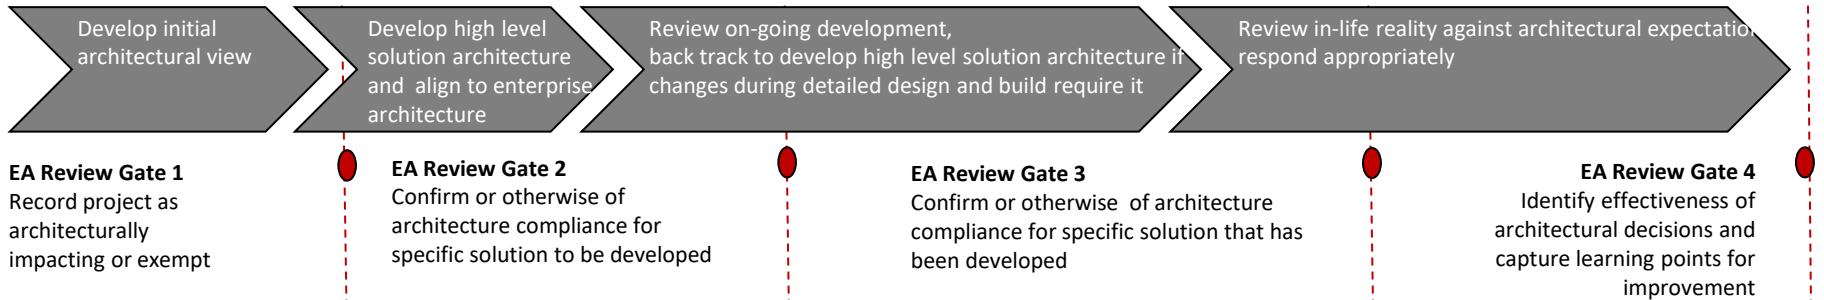 Develop initial
architectural view
Develop high level
solution architecture
and align to enterprise
architecture
Review on-going development,
back track to develop high level solution architecture if
changes during detailed design and build require it
Review in-life reality against architectural expectation
respond appropriately
EA Review Gate 1
Record project as
architecturally
impacting or exempt
EA Review Gate 2
Confirm or otherwise of
architecture compliance for
specific solution to be developed
EA Review Gate 3
Confirm or otherwise of architecture
compliance for specific solution that has
been developed
EA Review Gate 4
Identify effectiveness of
architectural decisions and
capture learning points for
improvement